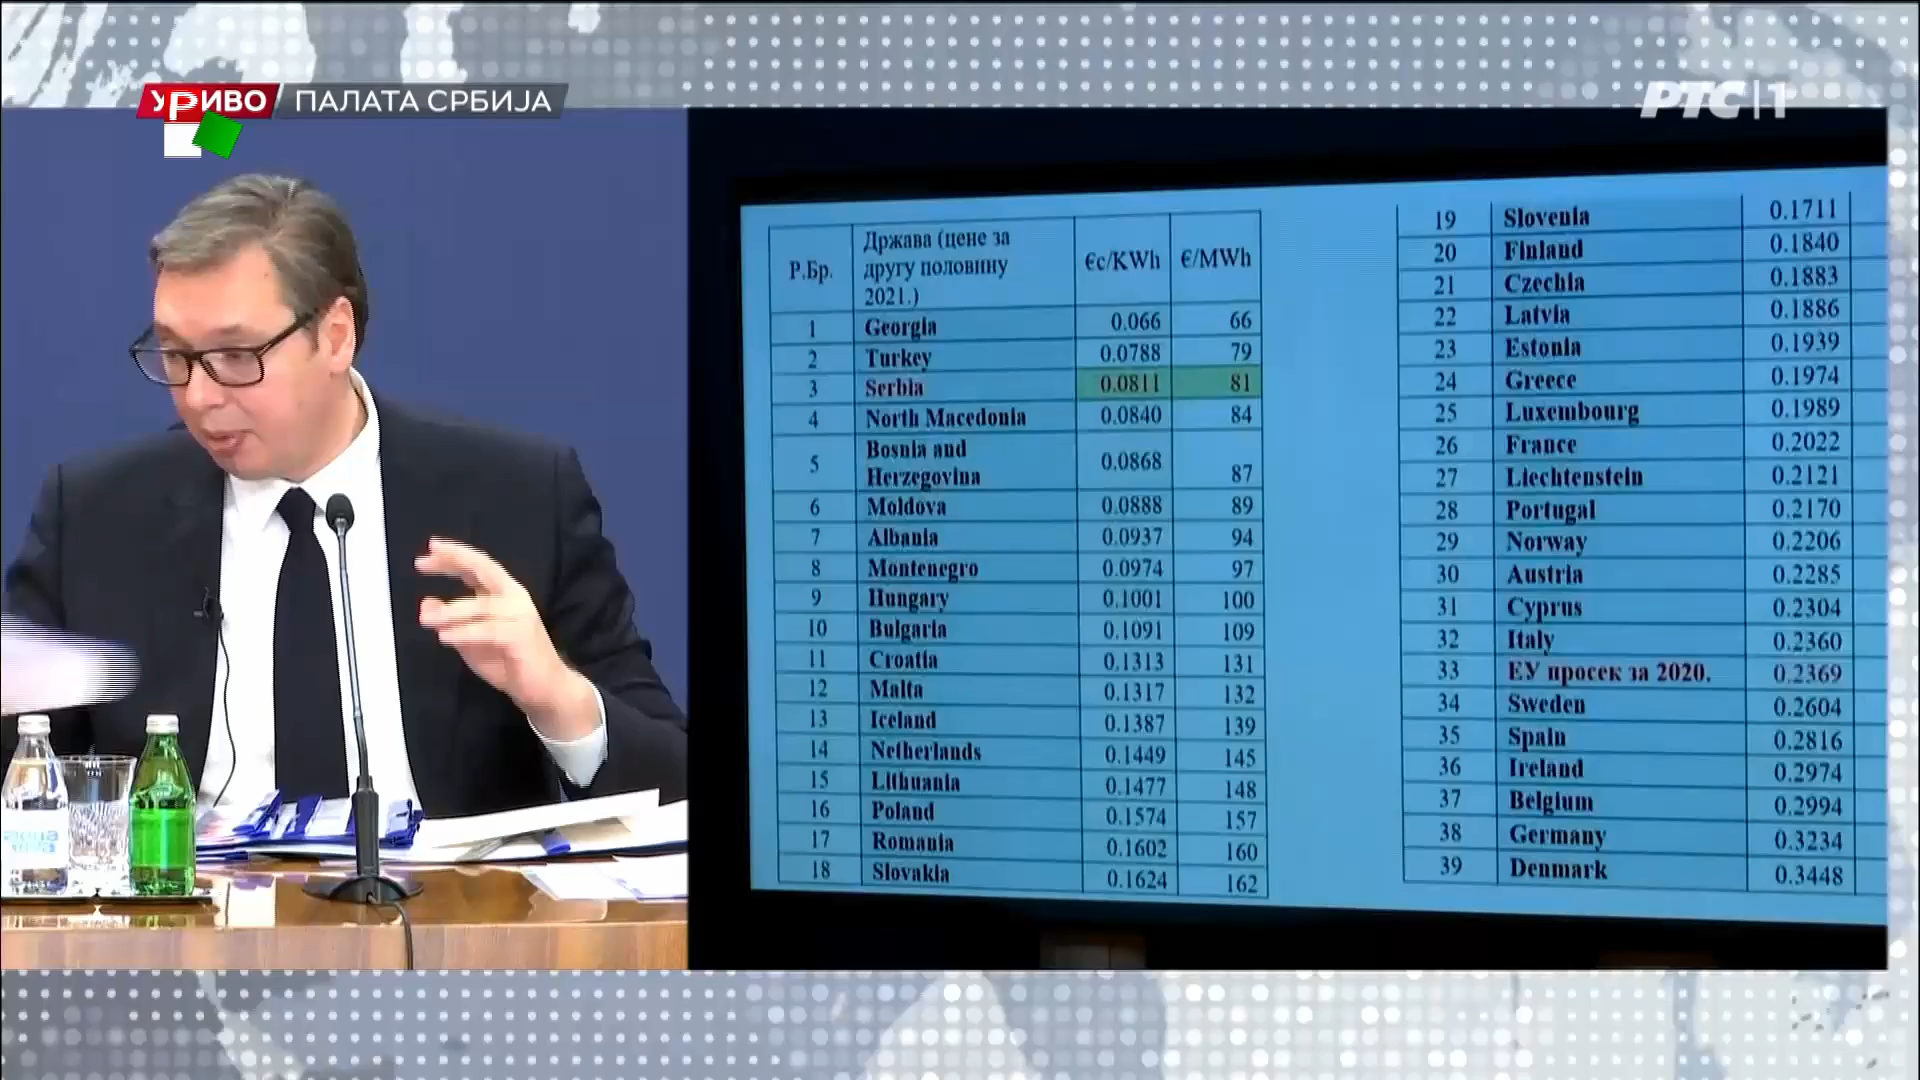 УЖИВО ПАЛАТА СРБИЈА
РТС|1
Р.Бр. Држава (цене за другу половину 2021.) €c/KWh €/MWh
1 Georgia 0.066 66
2 Turkey 0.0788 79
3 Serbia 0.0811 81
4 North Macedonia 0.0840 84
5 Bosnia and Herzegovina 0.0868 87
6 Moldova 0.0888 89
7 Albania 0.0937 94
8 Montenegro 0.0974 97
9 Hungary 0.1001 100
10 Bulgaria 0.1091 109
11 Croatia 0.1313 131
12 Malta 0.1317 132
13 Iceland 0.1387 139
14 Netherlands 0.1449 145
15 Lithuania 0.1477 148
16 Poland 0.1574 157
17 Romania 0.1602 160
18 Slovakia 0.1624 162
19 Slovenia 0.1711
20 Finland 0.1840
21 Czechia 0.1883
22 Latvia 0.1886
23 Estonia 0.1939
24 Greece 0.1974
25 Luxembourg 0.1989
26 France 0.2022
27 Liechtenstein 0.2121
28 Portugal 0.2170
29 Norway 0.2206
30 Austria 0.2285
31 Cyprus 0.2304
32 Italy 0.2360
33 ЕУ просек за 2020. 0.2369
34 Sweden 0.2604
35 Spain 0.2816
36 Ireland 0.2974
37 Belgium 0.2994
38 Germany 0.3234
39 Denmark 0.3448